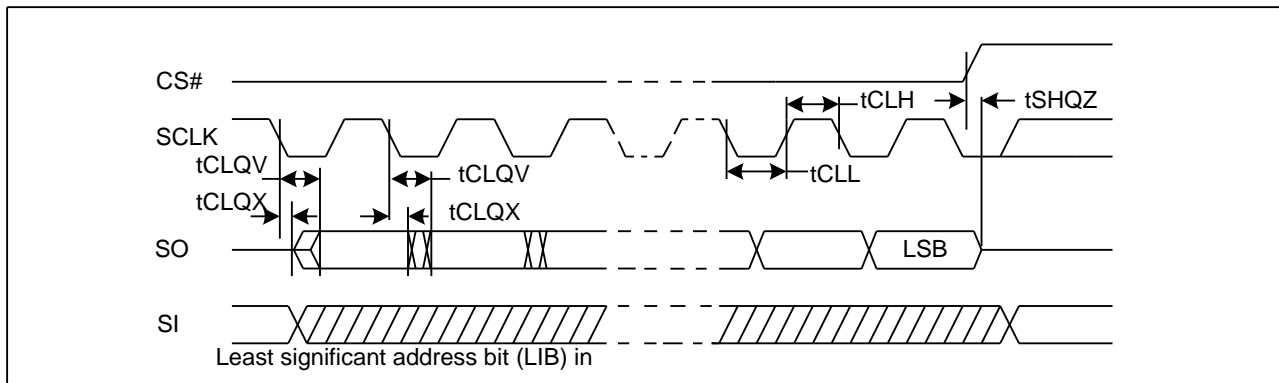 CS#
tCLH
tSHQZ
SCLK
tCLQV
tCLQV
tCLL
tCLQX
tCLQX
SO
LSB
SI
Least significant address bit (LIB) in